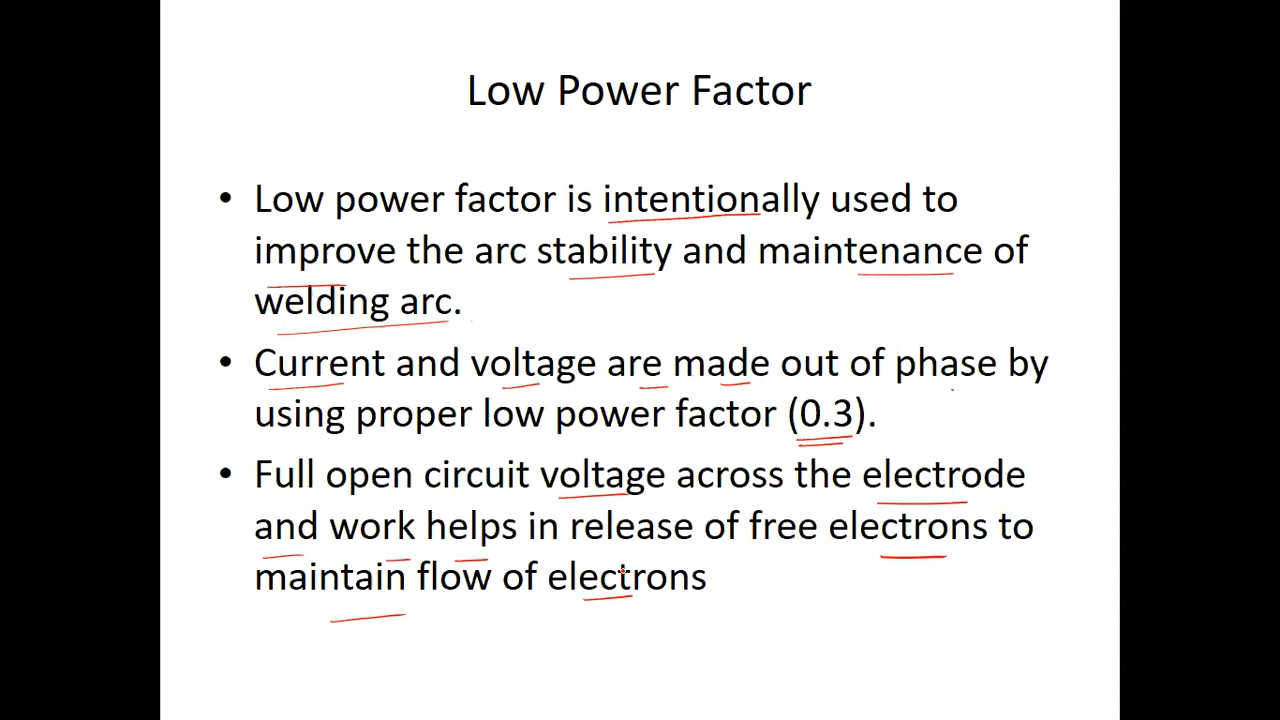 Low Power Factor
• Low power factor is intentionally used to
improve the arc stability and maintenance of
welding arc.
• Current and voltage are made out of phase by
using proper low power factor (0.3).
• Full open circuit voltage across the electrode
and work helps in release of free electrons to
maintain flow of electrons